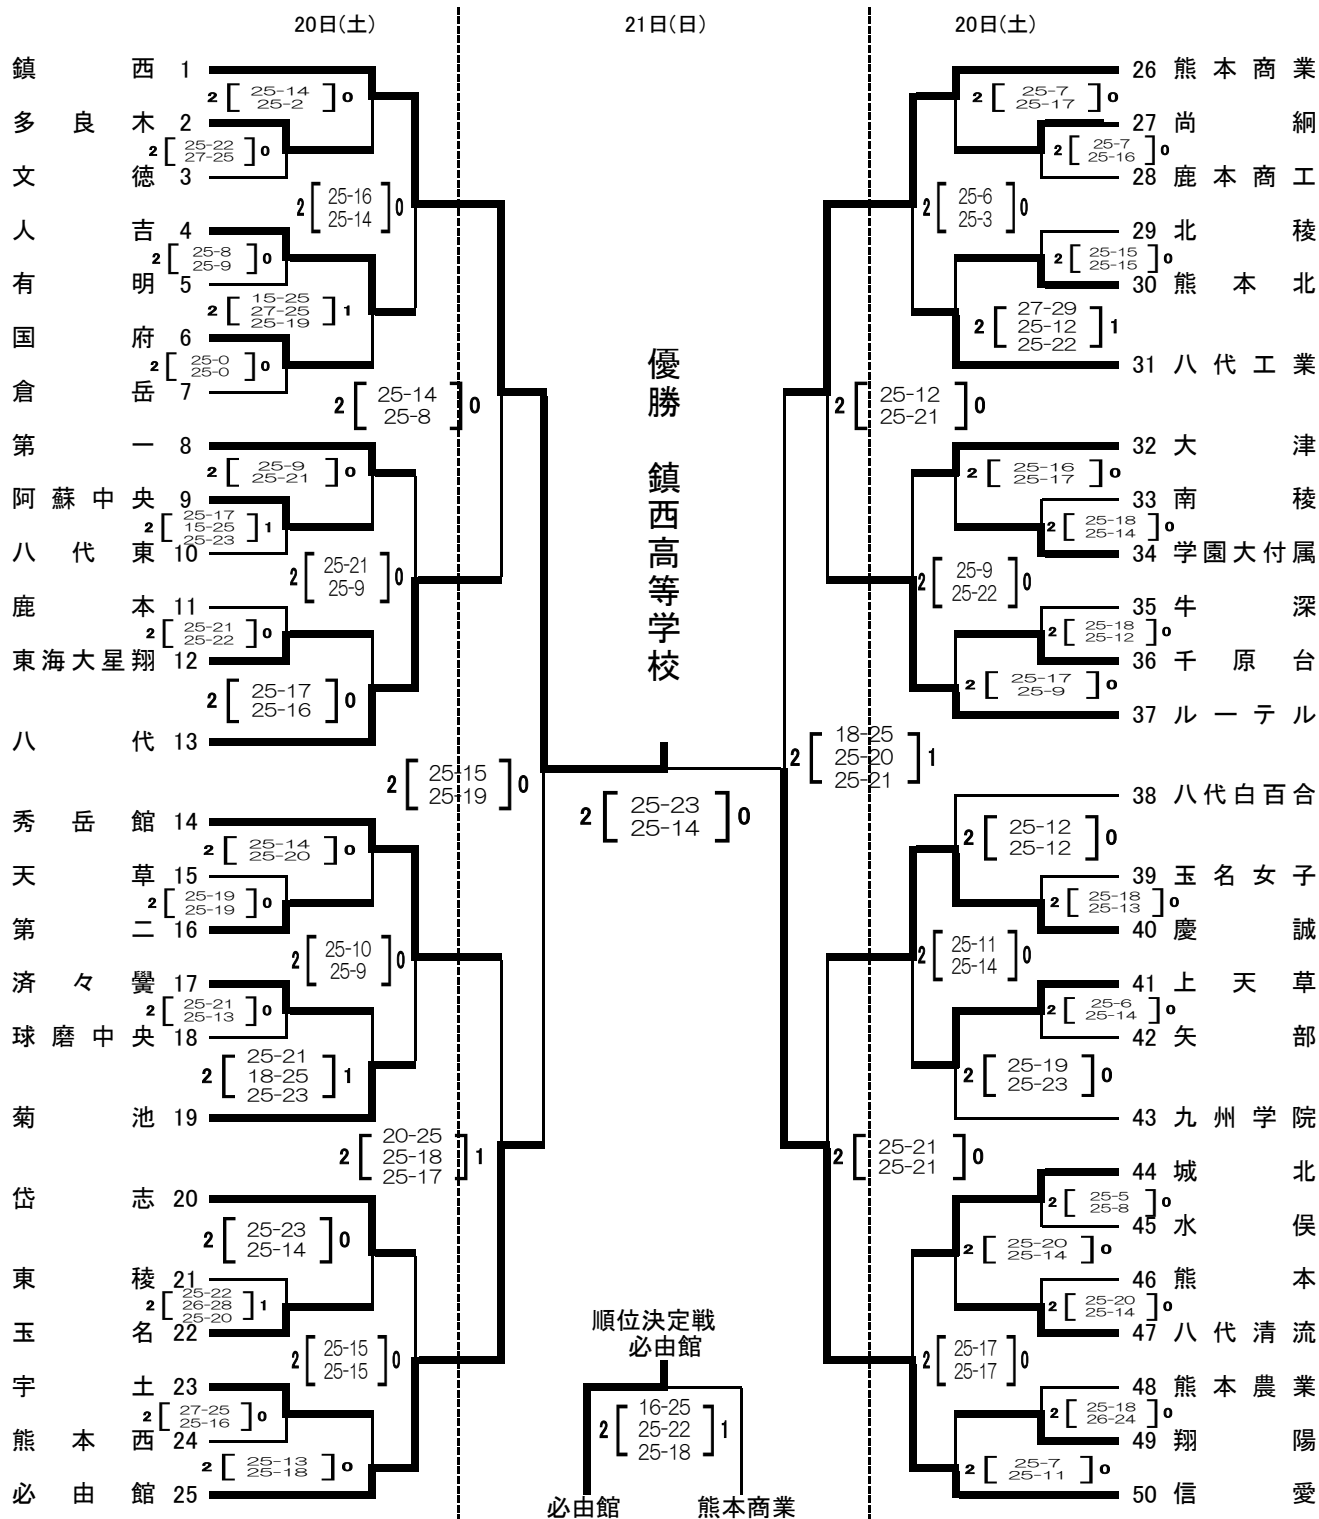 20日(土)
21日(日)
20日(土)
鎮西 1
2 [25-14 25-2] 0
多良木 2
2 [25-22 27-25] 0
文徳 3
2 [25-16 25-14] 0
人吉 4
2 [25-8 25-9] 0
有明 5
2 [15-25 27-25 25-19] 1
国府 6
2 [25-0 25-0] 0
倉岳 7
2 [25-14 25-8] 0
第一 8
2 [25-9 25-21] 0
阿蘇中央 9
2 [25-17 15-25 25-23] 1
八代東 10
2 [25-21 25-9] 0
鹿本 11
2 [25-21 25-22] 0
東海大星翔 12
2 [25-17 25-16] 0
八代 13
2 [25-15 25-19] 0
秀岳館 14
2 [25-14 25-20] 0
天草 15
2 [25-19 25-19] 0
第二 16
2 [25-10 25-9] 0
済々黌 17
2 [25-21 25-13] 0
球磨中央 18
2 [25-21 18-25 25-23] 1
菊池 19
2 [20-25 25-18 25-17] 1
岱志 20
2 [25-23 25-14] 0
東稜 21
2 [25-22 26-28 25-20] 1
玉名 22
2 [25-15 25-15] 0
宇土 23
2 [27-25 25-16] 0
熊本西 24
2 [25-13 25-18] 0
必由館 25
優勝 鎮西高等学校
2 [25-23 25-14] 0
順位決定戦
必由館
2 [16-25 25-22 25-18] 1
必由館
熊本商業
26 熊本商業
2 [25-7 25-17] 0
27 尚絅
2 [25-7 25-16] 0
28 鹿本商工
2 [25-6 25-3] 0
29 北稜
2 [25-15 25-15] 0
30 熊本北
2 [27-29 25-12 25-22] 1
31 八代工業
2 [25-12 25-21] 0
32 大津
2 [25-16 25-17] 0
33 南稜
2 [25-18 25-14] 0
34 学園大付属
2 [25-9 25-22] 0
35 牛深
2 [25-18 25-12] 0
36 千原台
2 [25-17 25-9] 0
37 ルーテル
2 [18-25 25-20 25-21] 1
38 八代白百合
2 [25-12 25-12] 0
39 玉名女子
2 [25-18 25-13] 0
40 慶誠
2 [25-11 25-14] 0
41 上天草
2 [25-6 25-14] 0
42 矢部
2 [25-19 25-23] 0
43 九州学院
2 [25-21 25-21] 0
44 城北
2 [25-5 25-8] 0
45 水俣
2 [25-20 25-14] 0
46 熊本
2 [25-20 25-14] 0
47 八代清流
2 [25-17 25-17] 0
48 熊本農業
2 [25-18 26-24] 0
49 翔陽
2 [25-7 25-11] 0
50 信愛